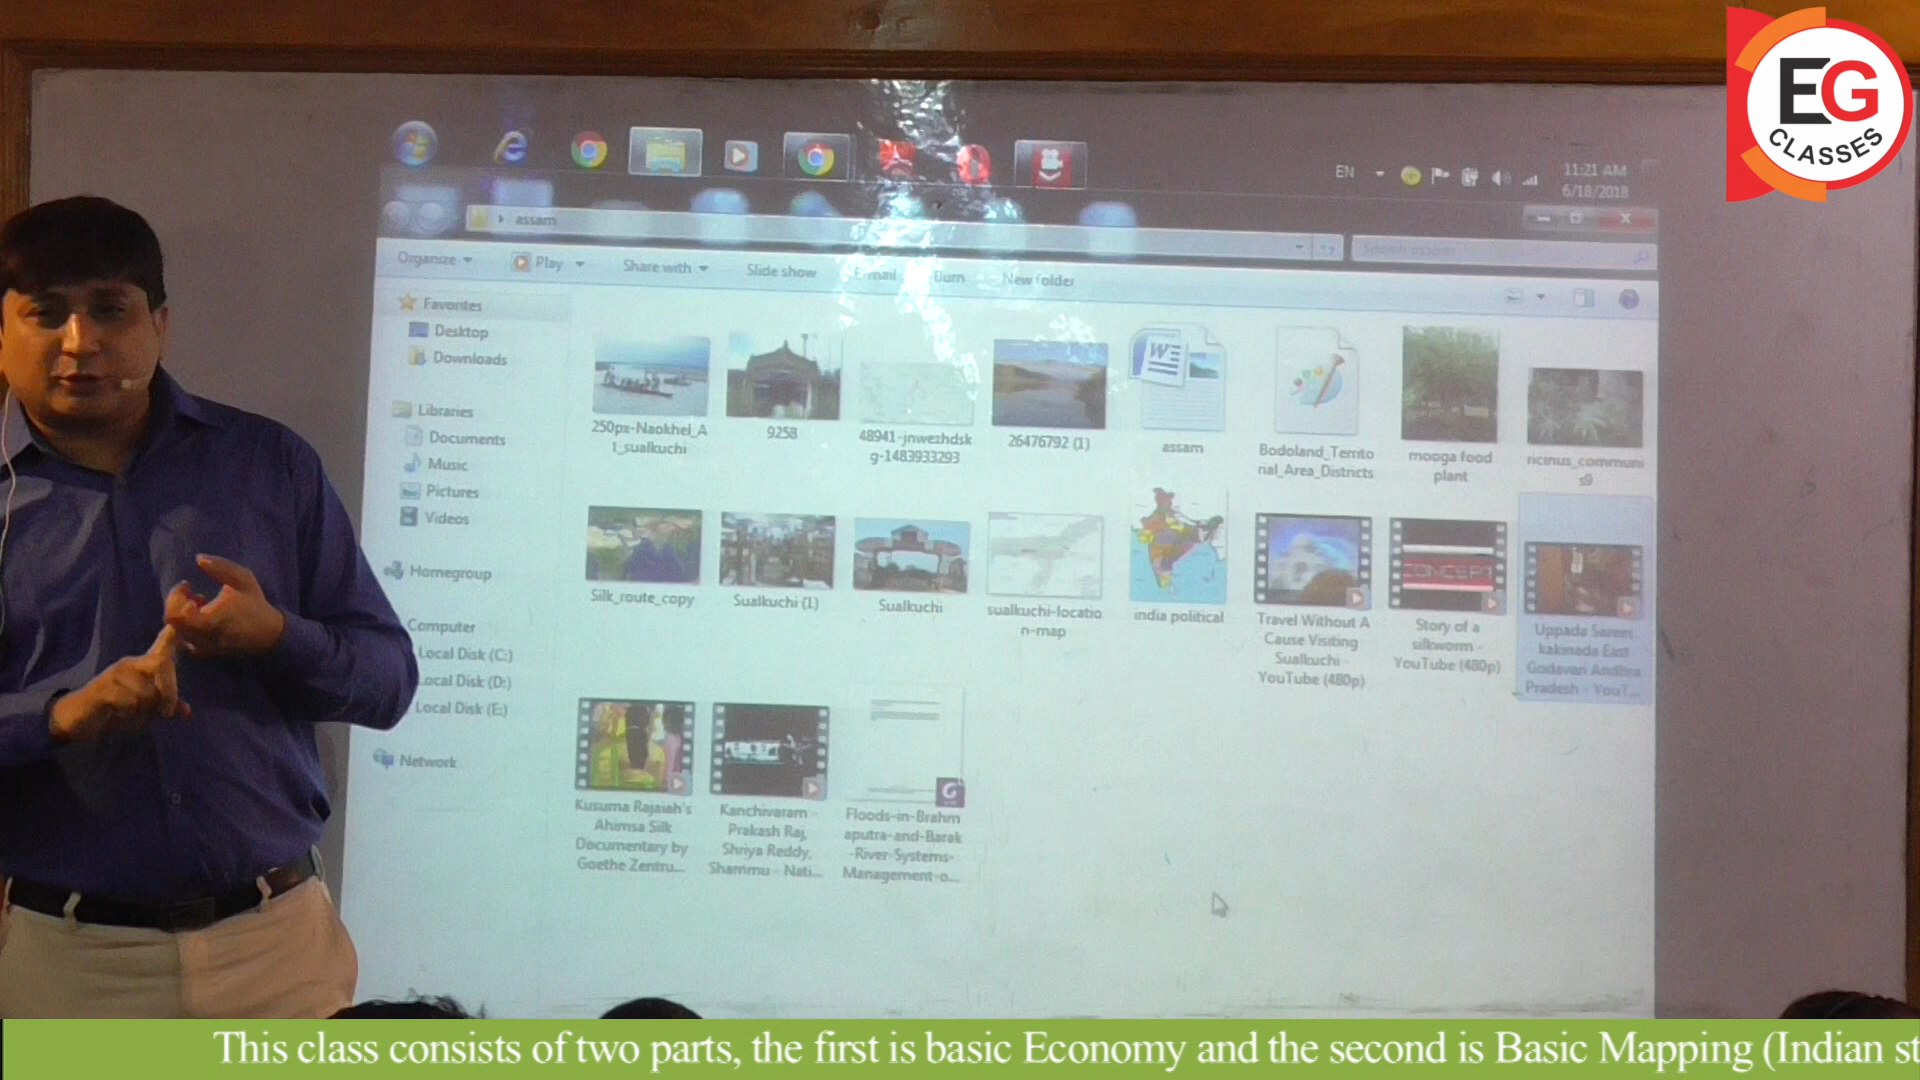 EG
CLASSES
EN
11:21 AM
6/18/2018
assam
Search assam
Organize
Play
Share with
Slide show
E-mail
Burn
New folder
Favorites
Desktop
Downloads
Libraries
Documents
Music
Pictures
Videos
Homegroup
Computer
Local Disk (C:)
Local Disk (D:)
Local Disk (E:)
Network
250px-Naokhel_A
t_sualkuchi
9258
48941-jnwezhdsk
g-1483933293
26476792 (1)
assam
Bodoland_Territo
rial_Area_Districts
mooga food
plant
ricinus_communi
s9
Silk_route_copy
Sualkuchi (1)
Sualkuchi
sualkuchi-locatio
n-map
india political
Travel Without A
Cause Visiting
Sualkuchi -
YouTube (480p)
CONCEPT
Story of a
silkworm -
YouTube (480p)
Uppada Sarees
kakinada East
Godavari Andhra
Pradesh - YouT...
Kusuma Rajaiah's
Ahimsa Silk
Documentary by
Goethe Zentru...
Kanchivaram -
Prakash Raj,
Shriya Reddy,
Shammu - Nati...
Floods-in-Brahm
aputra-and-Barak
-River-Systems-
Management-o...
This class consists of two parts, the first is basic Economy and the second is Basic Mapping (Indian st